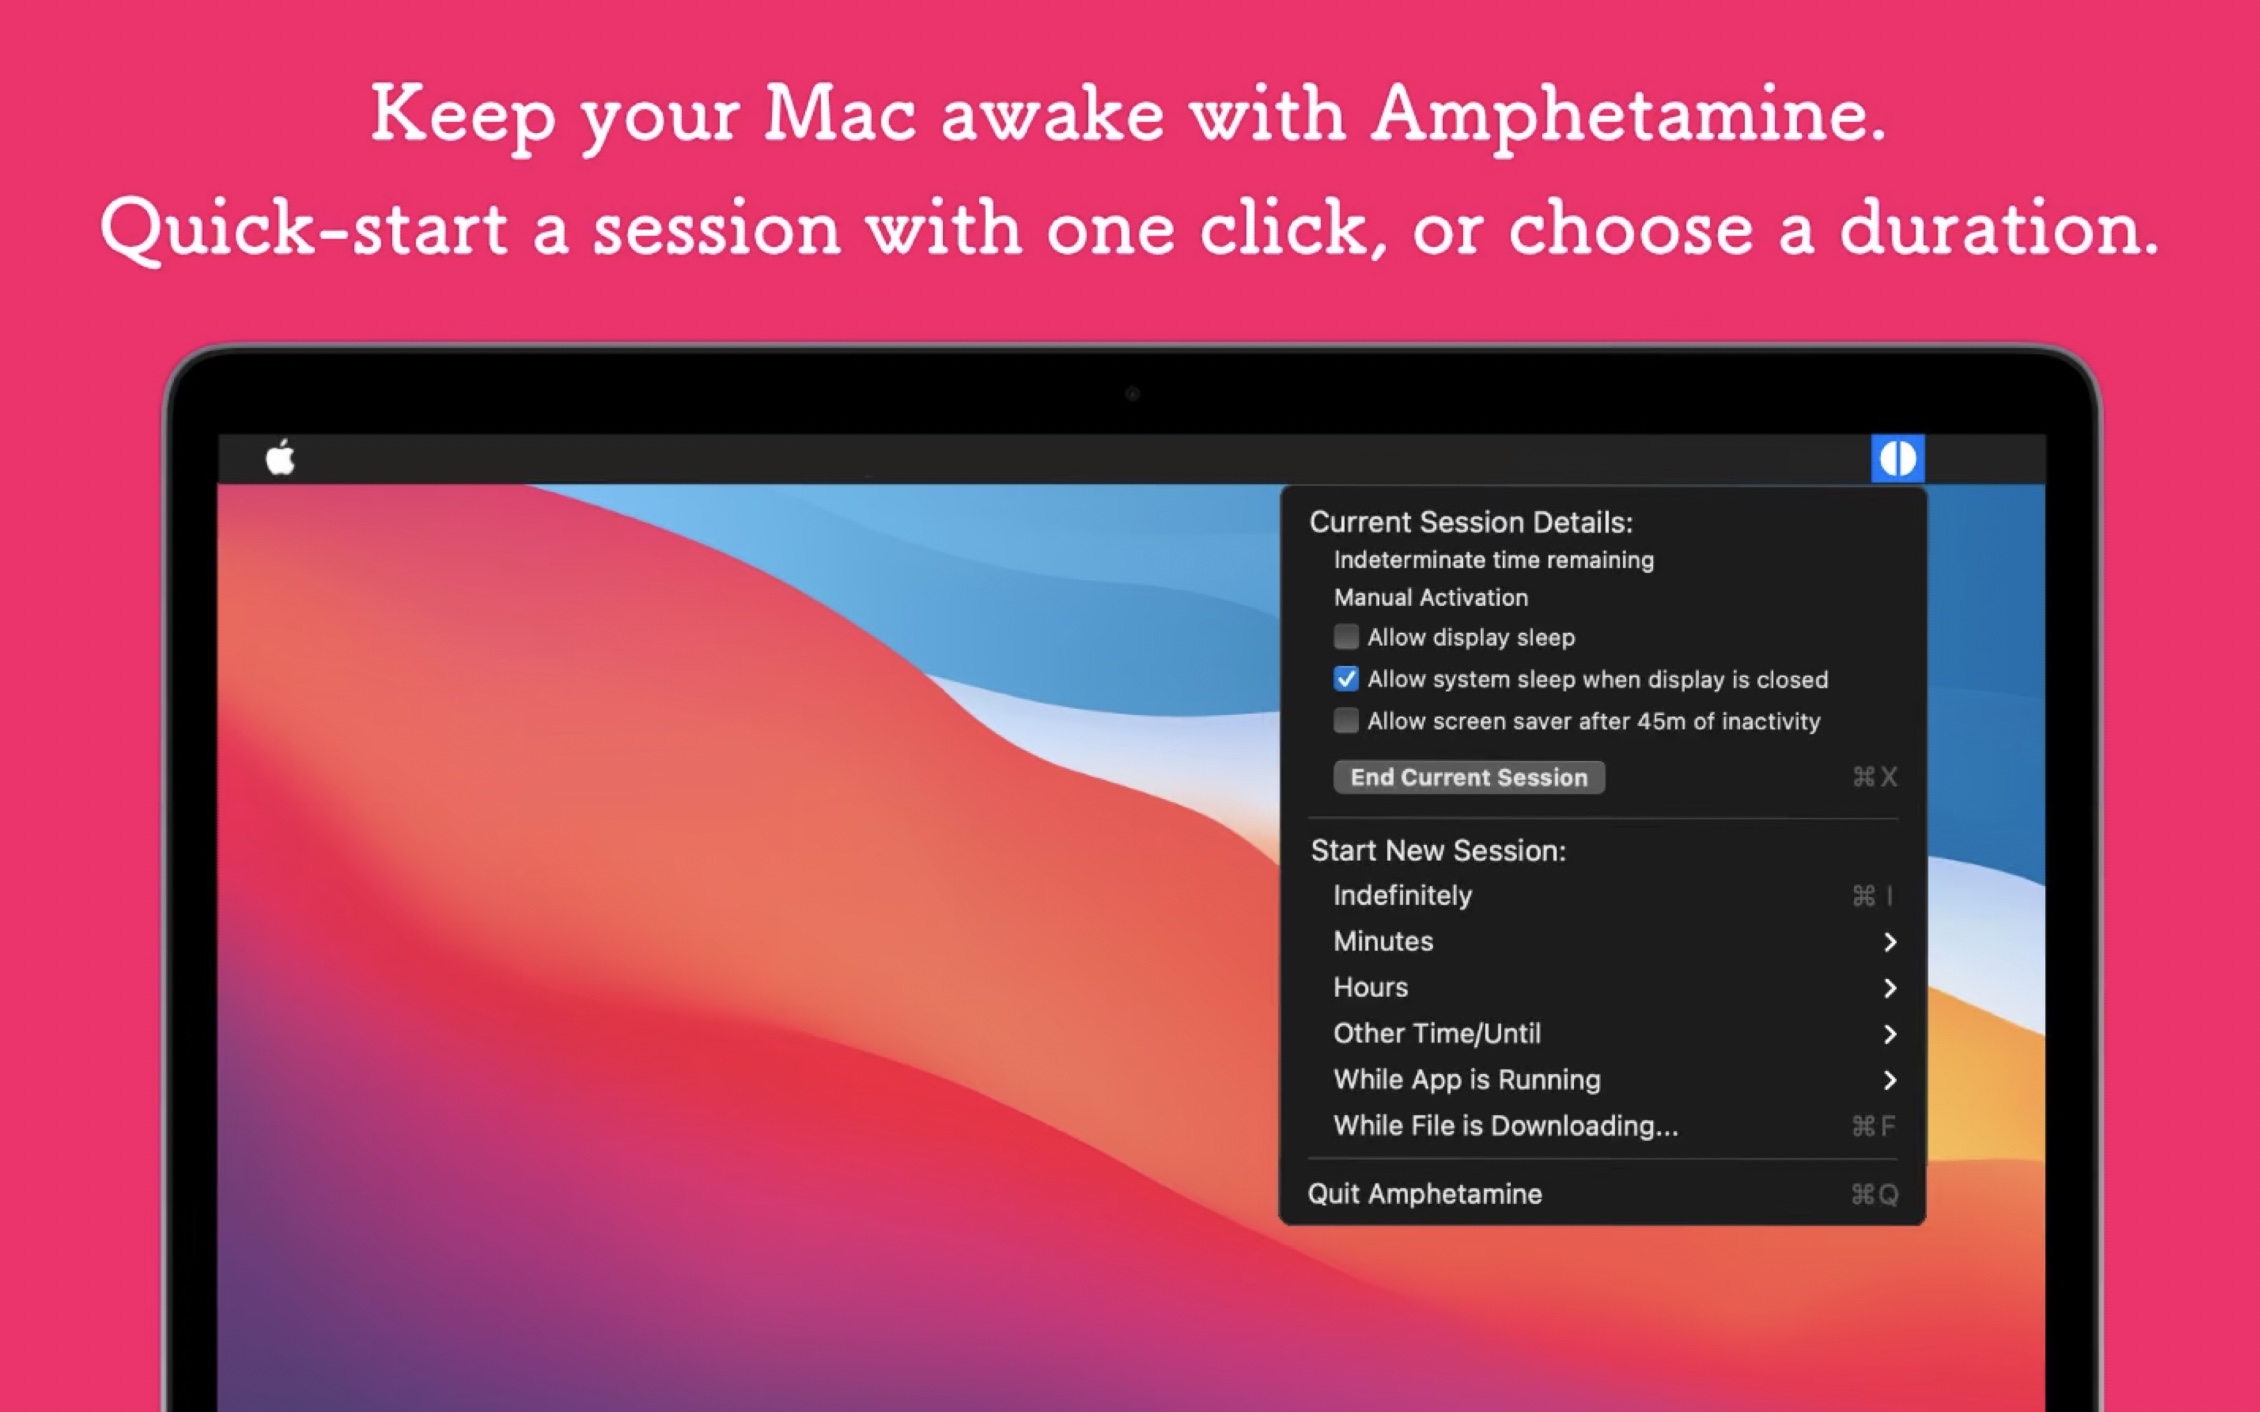 Keep your Mac awake with Amphetamine.
Quick-start a session with one click, or choose a duration.
Current Session Details:
Indeterminate time remaining
Manual Activation
Allow display sleep
Allow system sleep when display is closed
Allow screen saver after 45m of inactivity
End Current Session ⌘X
Start New Session:
Indefinitely ⌘I
Minutes
Hours
Other Time/Until
While App is Running
While File is Downloading... ⌘F
Quit Amphetamine ⌘Q